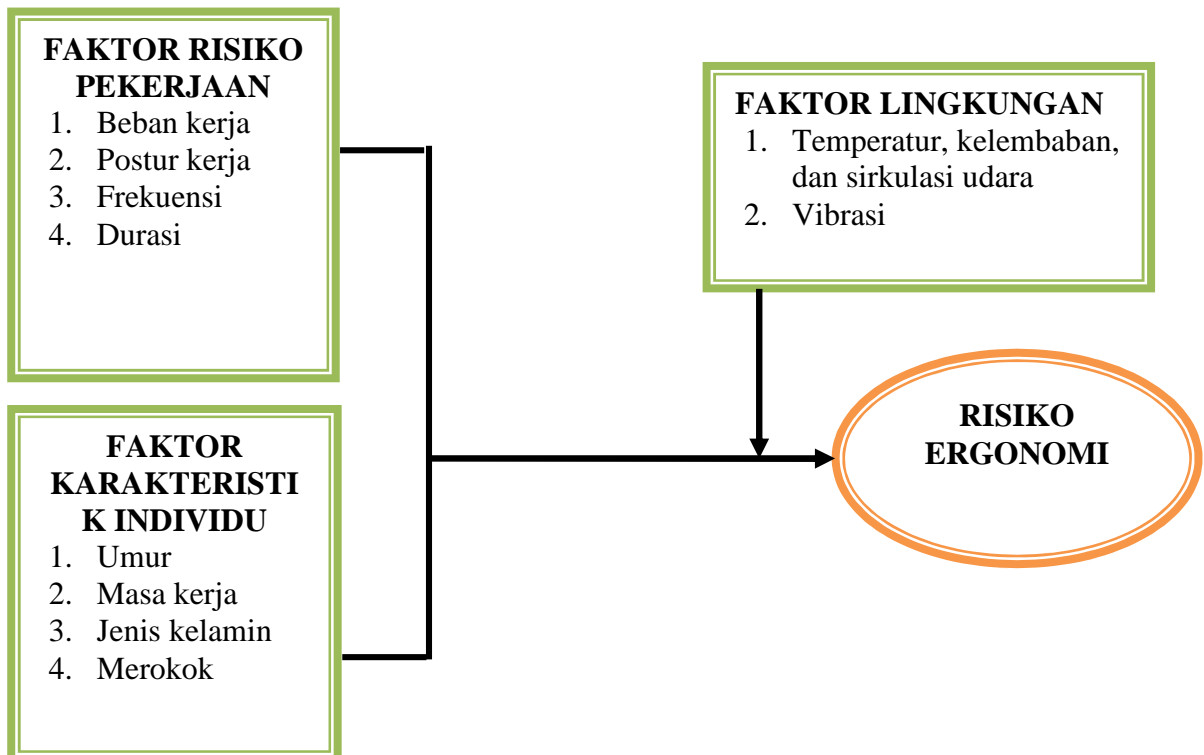 FAKTOR RISIKO
PEKERJAAN
1. Beban kerja
2. Postur kerja
3. Frekuensi
4. Durasi
FAKTOR LINGKUNGAN
1. Temperatur, kelembaban,
dan sirkulasi udara
2. Vibrasi
FAKTOR
KARAKTERISTI
K INDIVIDU
1. Umur
2. Masa kerja
3. Jenis kelamin
4. Merokok
RISIKO
ERGONOMI